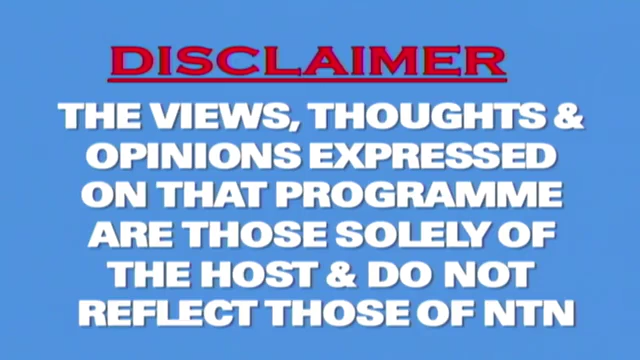 DISCLAIMER
THE VIEWS, THOUGHTS &
OPINIONS EXPRESSED
ON THAT PROGRAMME
ARE THOSE SOLELY OF
THE HOST & DO NOT
REFLECT THOSE OF NTN